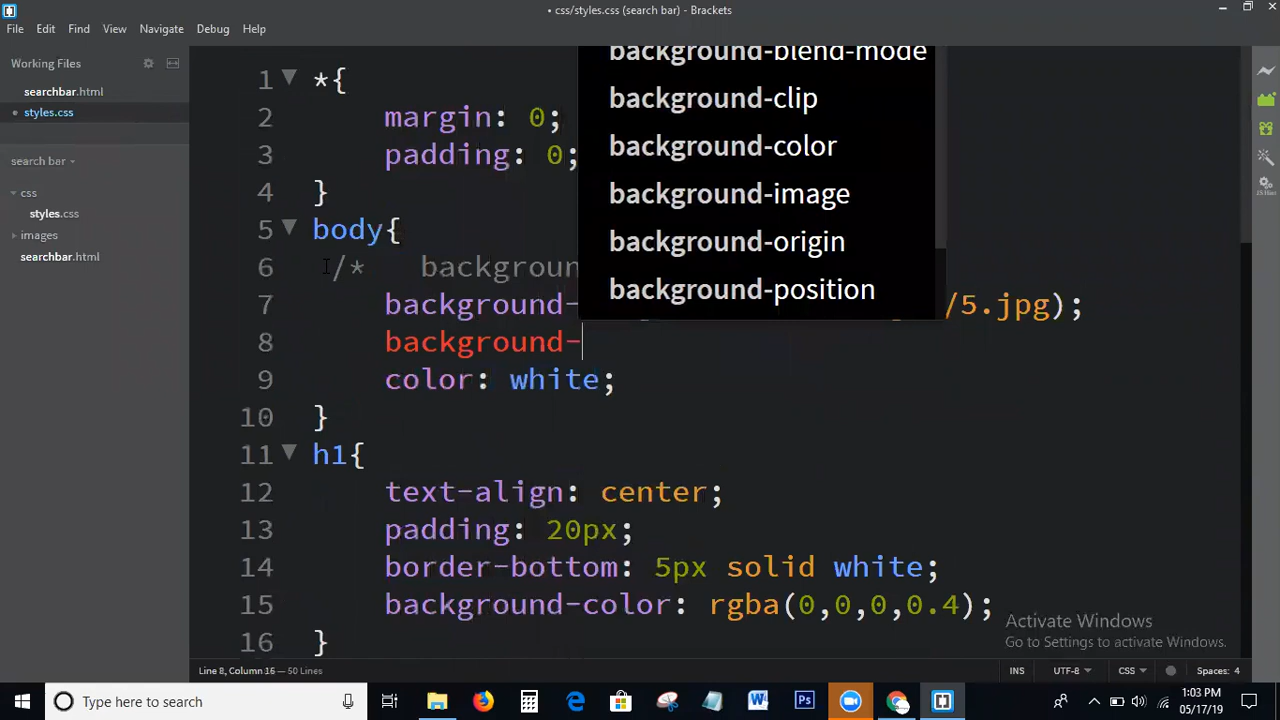 • css/styles.css (search bar) - Brackets
File Edit Find View Navigate Debug Help
Working Files
searchbar.html
• styles.css
search bar
css
styles.css
images
searchbar.html
1 *{
2 margin: 0;
3 padding: 0;
4 }
5 body{
6 /*
7 background- /5.jpg);
8 background-
9 color: white;
10 }
11 h1{
12 text-align: center;
13 padding: 20px;
14 border-bottom: 5px solid white;
15 background-color: rgba(0,0,0,0.4);
16 }
background-blend-mode
background-clip
background-color
background-image
background-origin
background-position
Activate Windows
Go to Settings to activate Windows.
Line 8, Column 16 — 50 Lines
INS UTF-8 CSS Spaces: 4
Type here to search
1:03 PM
05/17/19